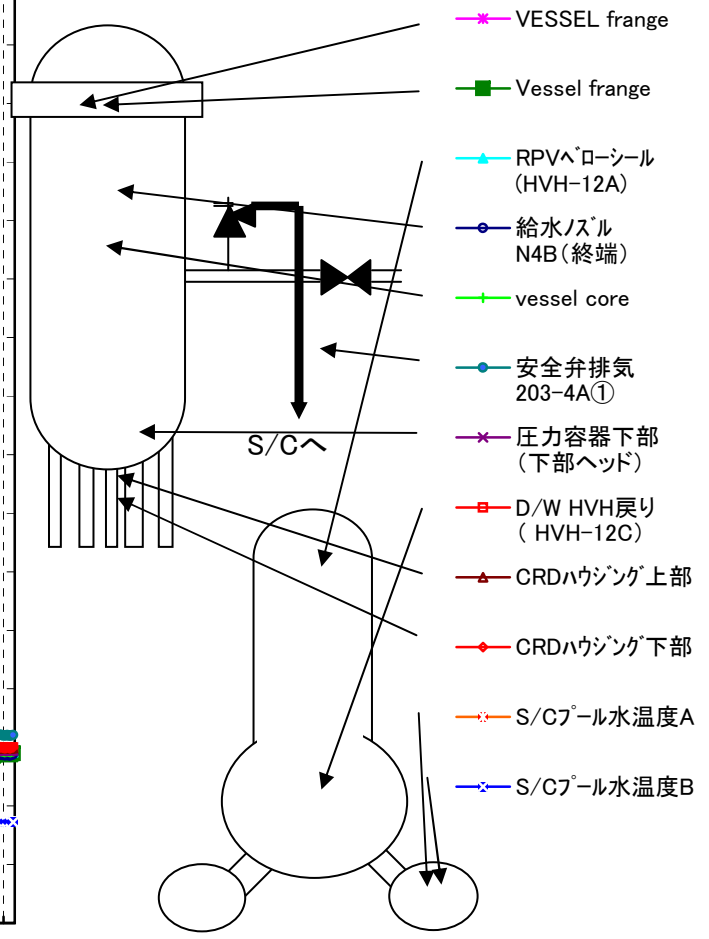 VESSEL frange
Vessel frange
RPVベローシール
(HVH-12A)
給水ノズル
N4B(終端)
vessel core
安全弁排気
203-4A①
圧力容器下部
(下部ヘッド)
D/W HVH戻り
( HVH-12C)
CRDハウジング上部
CRDハウジング下部
S/Cプール水温度A
S/Cプール水温度B
S/Cへ